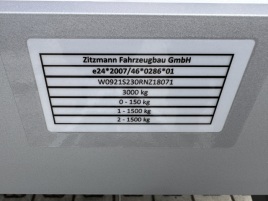 Zitzmann Fahrzeugbau GmbH
e24*2007/46*0286*01
W0921S230RNZ18071
3000 kg
0 - 150 kg
1 - 1500 kg
2 - 1500 kg